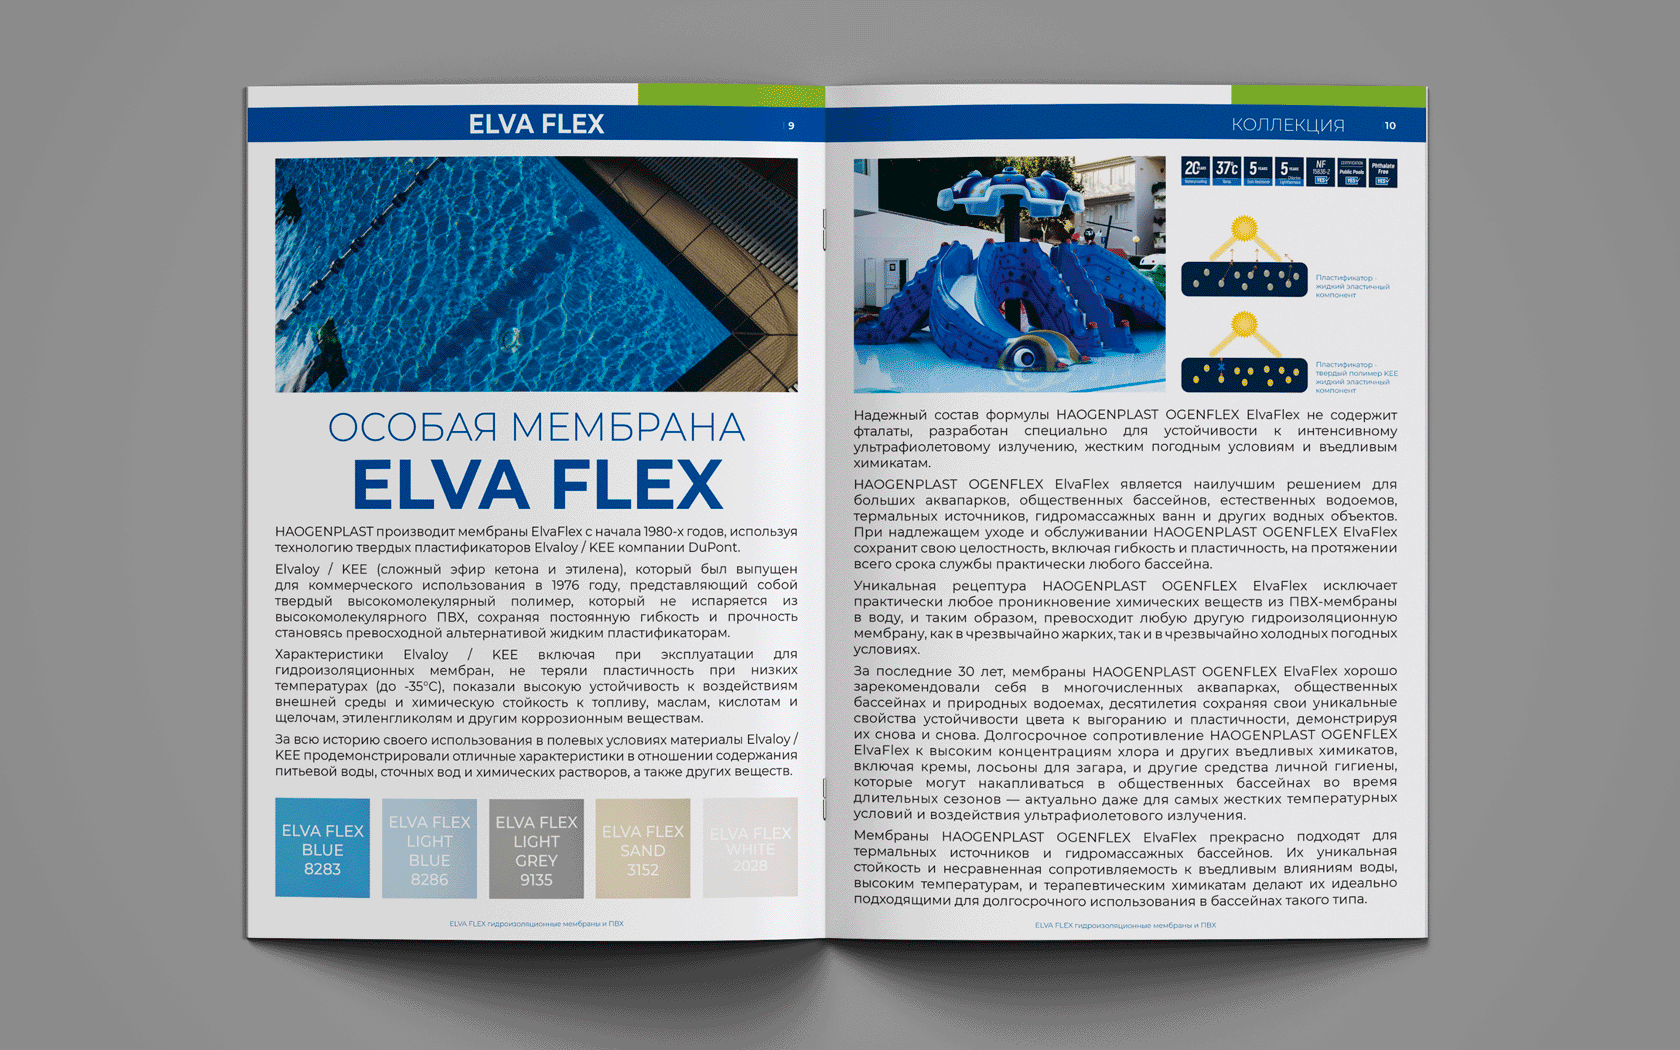 ELVA FLEX
9
ОСОБАЯ МЕМБРАНА
ELVA FLEX
HAOGENPLAST производит мембраны ElvaFlex с начала 1980-х годов, используя
технологию твердых пластификаторов Elvaloy / KEE компании DuPont.
Elvaloy / KEE (сложный эфир кетона и этилена), который был выпущен
для коммерческого использования в 1976 году, представляющий собой
твердый высокомолекулярный полимер, который не испаряется из
высокомолекулярного ПВХ, сохраняя постоянную гибкость и прочность
становясь превосходной альтернативой жидким пластификаторам.
Характеристики Elvaloy / KEE включая при эксплуатации для
гидроизоляционных мембран, не теряли пластичность при низких
температурах (до -35°C), показали высокую устойчивость к воздействиям
внешней среды и химическую стойкость к топливу, маслам, кислотам и
щелочам, этиленгликолям и другим коррозионным веществам.
За всю историю своего использования в полевых условиях материалы Elvaloy /
KEE продемонстрировали отличные характеристики в отношении содержания
питьевой воды, сточных вод и химических растворов, а также других веществ.
ELVA FLEX
BLUE
8283
ELVA FLEX
LIGHT
BLUE
8286
ELVA FLEX
LIGHT
GREY
9135
ELVA FLEX
SAND
3152
ELVA FLEX
WHITE
2028
ELVA FLEX гидроизоляционные мембраны и ПВХ
КОЛЛЕКЦИЯ
10
20 YEARS
Waterproofing
37°c
Temp
5 YEARS
5 YEARS
Chlorine
Lightfastness
NF
15836-2
YES
CERTIFICATION
Public Pools
YES
Phthalate
Free
YES
Пластификатор -
жидкий эластичный
компонент
Пластификатор -
твердый полимер KEE
жидкий эластичный
компонент
Надежный состав формулы HAOGENPLAST OGENFLEX ElvaFlex не содержит
фталаты, разработан специально для устойчивости к интенсивному
ультрафиолетовому излучению, жестким погодным условиям и въедливым
химикатам.
HAOGENPLAST OGENFLEX ElvaFlex является наилучшим решением для
больших аквапарков, общественных бассейнов, естественных водоемов,
термальных источников, гидромассажных ванн и других водных объектов.
При надлежащем уходе и обслуживании HAOGENPLAST OGENFLEX ElvaFlex
сохранит свою целостность, включая гибкость и пластичность, на протяжении
всего срока службы практически любого бассейна.
Уникальная рецептура HAOGENPLAST OGENFLEX ElvaFlex исключает
практически любое проникновение химических веществ из ПВХ-мембраны
в воду, и таким образом, превосходит любую другую гидроизоляционную
мембрану, как в чрезвычайно жарких, так и в чрезвычайно холодных погодных
условиях.
За последние 30 лет, мембраны HAOGENPLAST OGENFLEX ElvaFlex хорошо
зарекомендовали себя в многочисленных аквапарках, общественных
бассейнах и природных водоемах, десятилетия сохраняя свои уникальные
свойства устойчивости цвета к выгоранию и пластичности, демонстрируя
их снова и снова. Долгосрочное сопротивление HAOGENPLAST OGENFLEX
ElvaFlex к высоким концентрациям хлора и других въедливых химикатов,
включая кремы, лосьоны для загара, и другие средства личной гигиены,
которые могут накапливаться в общественных бассейнах во время
длительных сезонов — актуально даже для самых жестких температурных
условий и воздействия ультрафиолетового излучения.
Мембраны HAOGENPLAST OGENFLEX ElvaFlex прекрасно подходят для
термальных источников и гидромассажных бассейнов. Их уникальная
стойкость и несравненная сопротивляемость к въедливым влияниям воды,
высоким температурам, и терапевтическим химикатам делают их идеально
подходящими для долгосрочного использования в бассейнах такого типа.
ELVA FLEX гидроизоляционные мембраны и ПВХ